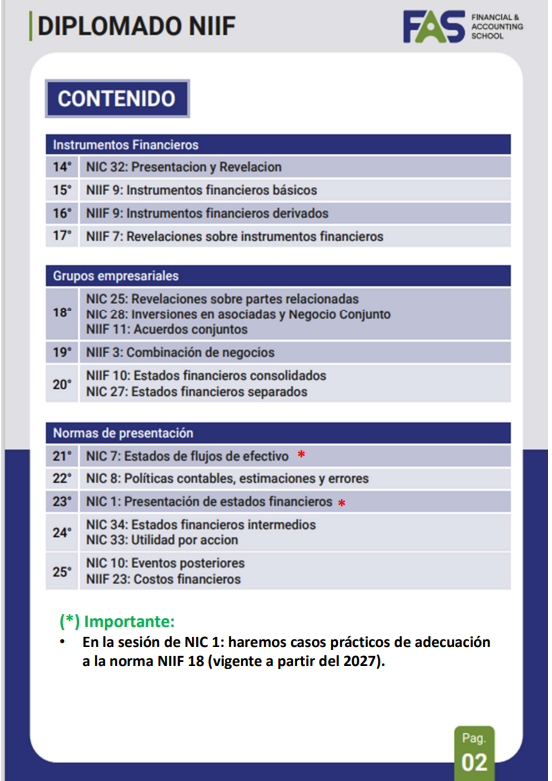 DIPLOMADO NIIF
FAS
FINANCIAL &
ACCOUNTING
SCHOOL
CONTENIDO
Instrumentos Financieros
14° NIC 32: Presentacion y Revelacion
15° NIIF 9: Instrumentos financieros básicos
16° NIIF 9: Instrumentos financieros derivados
17° NIIF 7: Revelaciones sobre instrumentos financieros
Grupos empresariales
18°
NIC 25: Revelaciones sobre partes relacionadas
NIC 28: Inversiones en asociadas y Negocio Conjunto
NIIF 11: Acuerdos conjuntos
19° NIIF 3: Combinación de negocios
20°
NIIF 10: Estados financieros consolidados
NIC 27: Estados financieros separados
Normas de presentación
21° NIC 7: Estados de flujos de efectivo *
22° NIC 8: Políticas contables, estimaciones y errores
23° NIC 1: Presentación de estados financieros *
24°
NIC 34: Estados financieros intermedios
NIC 33: Utilidad por accion
25°
NIC 10: Eventos posteriores
NIIF 23: Costos financieros
(*) Importante:
• En la sesión de NIC 1: haremos casos prácticos de adecuación
a la norma NIIF 18 (vigente a partir del 2027).
Pag.
02